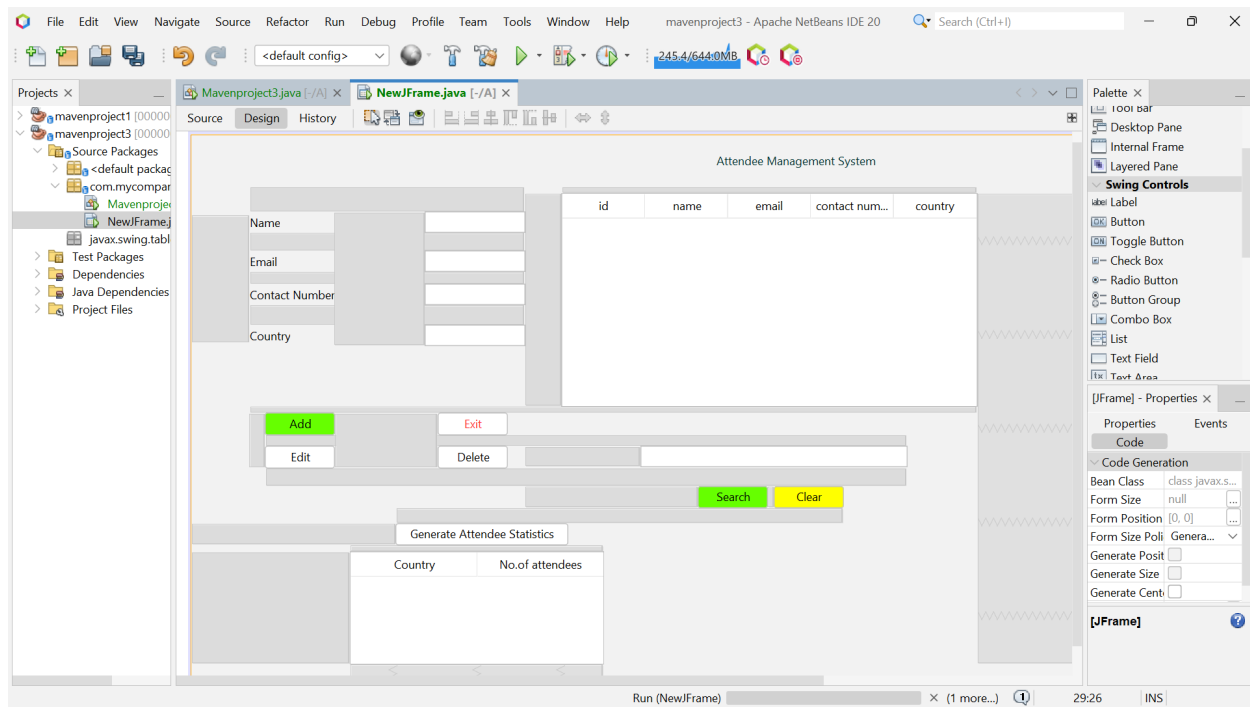 File Edit View Navigate Source Refactor Run Debug Profile Team Tools Window Help mavenproject3 - Apache NetBeans IDE 20 Search (Ctrl+I)
<default config> 245.4/644.0MB
Projects Mavenproject3.java [-/A] NewJFrame.java [-/A] Palette
Source Design History
mavenproject1 [00000
mavenproject3 [00000
Source Packages
<default packag
com.mycompar
Mavenproje
NewJFrame.j
javax.swing.tabl
Test Packages
Dependencies
Java Dependencies
Project Files
Attendee Management System
id name email contact num... country
Name
Email
Contact Number
Country
Add Exit
Edit Delete
Search Clear
Generate Attendee Statistics
Country No.of attendees
Tool Bar
Desktop Pane
Internal Frame
Layered Pane
Swing Controls
label Label
OK Button
ON Toggle Button
Check Box
Radio Button
Button Group
Combo Box
List
Text Field
tx Text Area
[JFrame] - Properties
Properties Events
Code
Code Generation
Bean Class class javax.s...
Form Size null ...
Form Position [0, 0] ...
Form Size Poli Genera...
Generate Posit
Generate Size
Generate Cent
[JFrame]
Run (NewJFrame) (1 more...) 1 29:26 INS